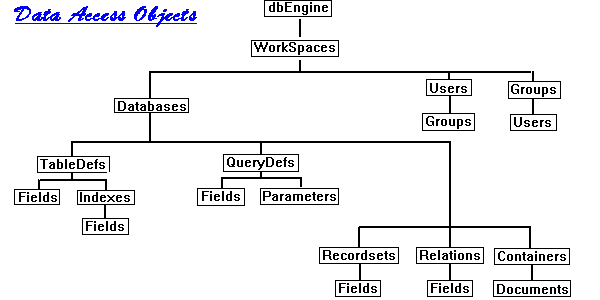 Data Access Objects
dbEngine
WorkSpaces
Databases
Users
Groups
Groups
Users
TableDefs
QueryDefs
Fields
Indexes
Fields
Parameters
Fields
Recordsets
Relations
Containers
Fields
Fields
Documents